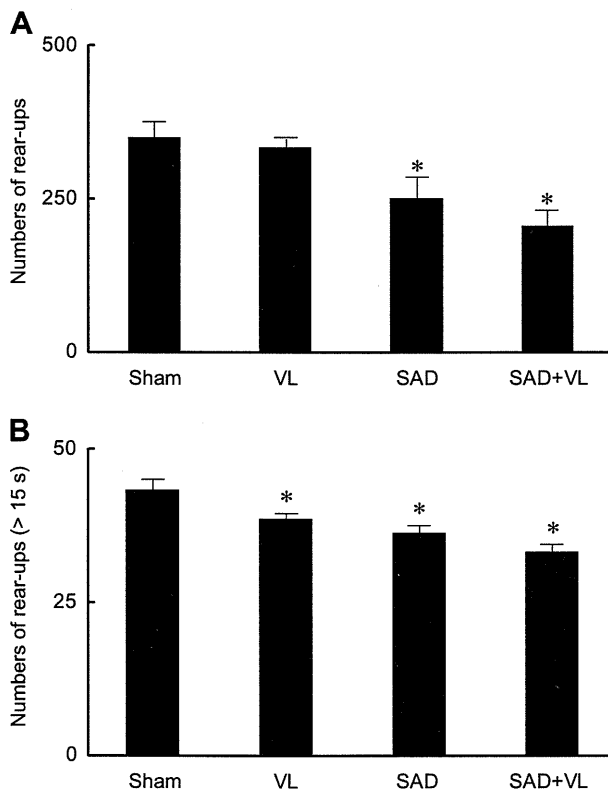 A
Numbers of rear-ups
500
250
0
*
*
Sham VL SAD SAD+VL
B
Numbers of rear-ups (> 15 s)
50
25
0
*
*
*
Sham VL SAD SAD+VL